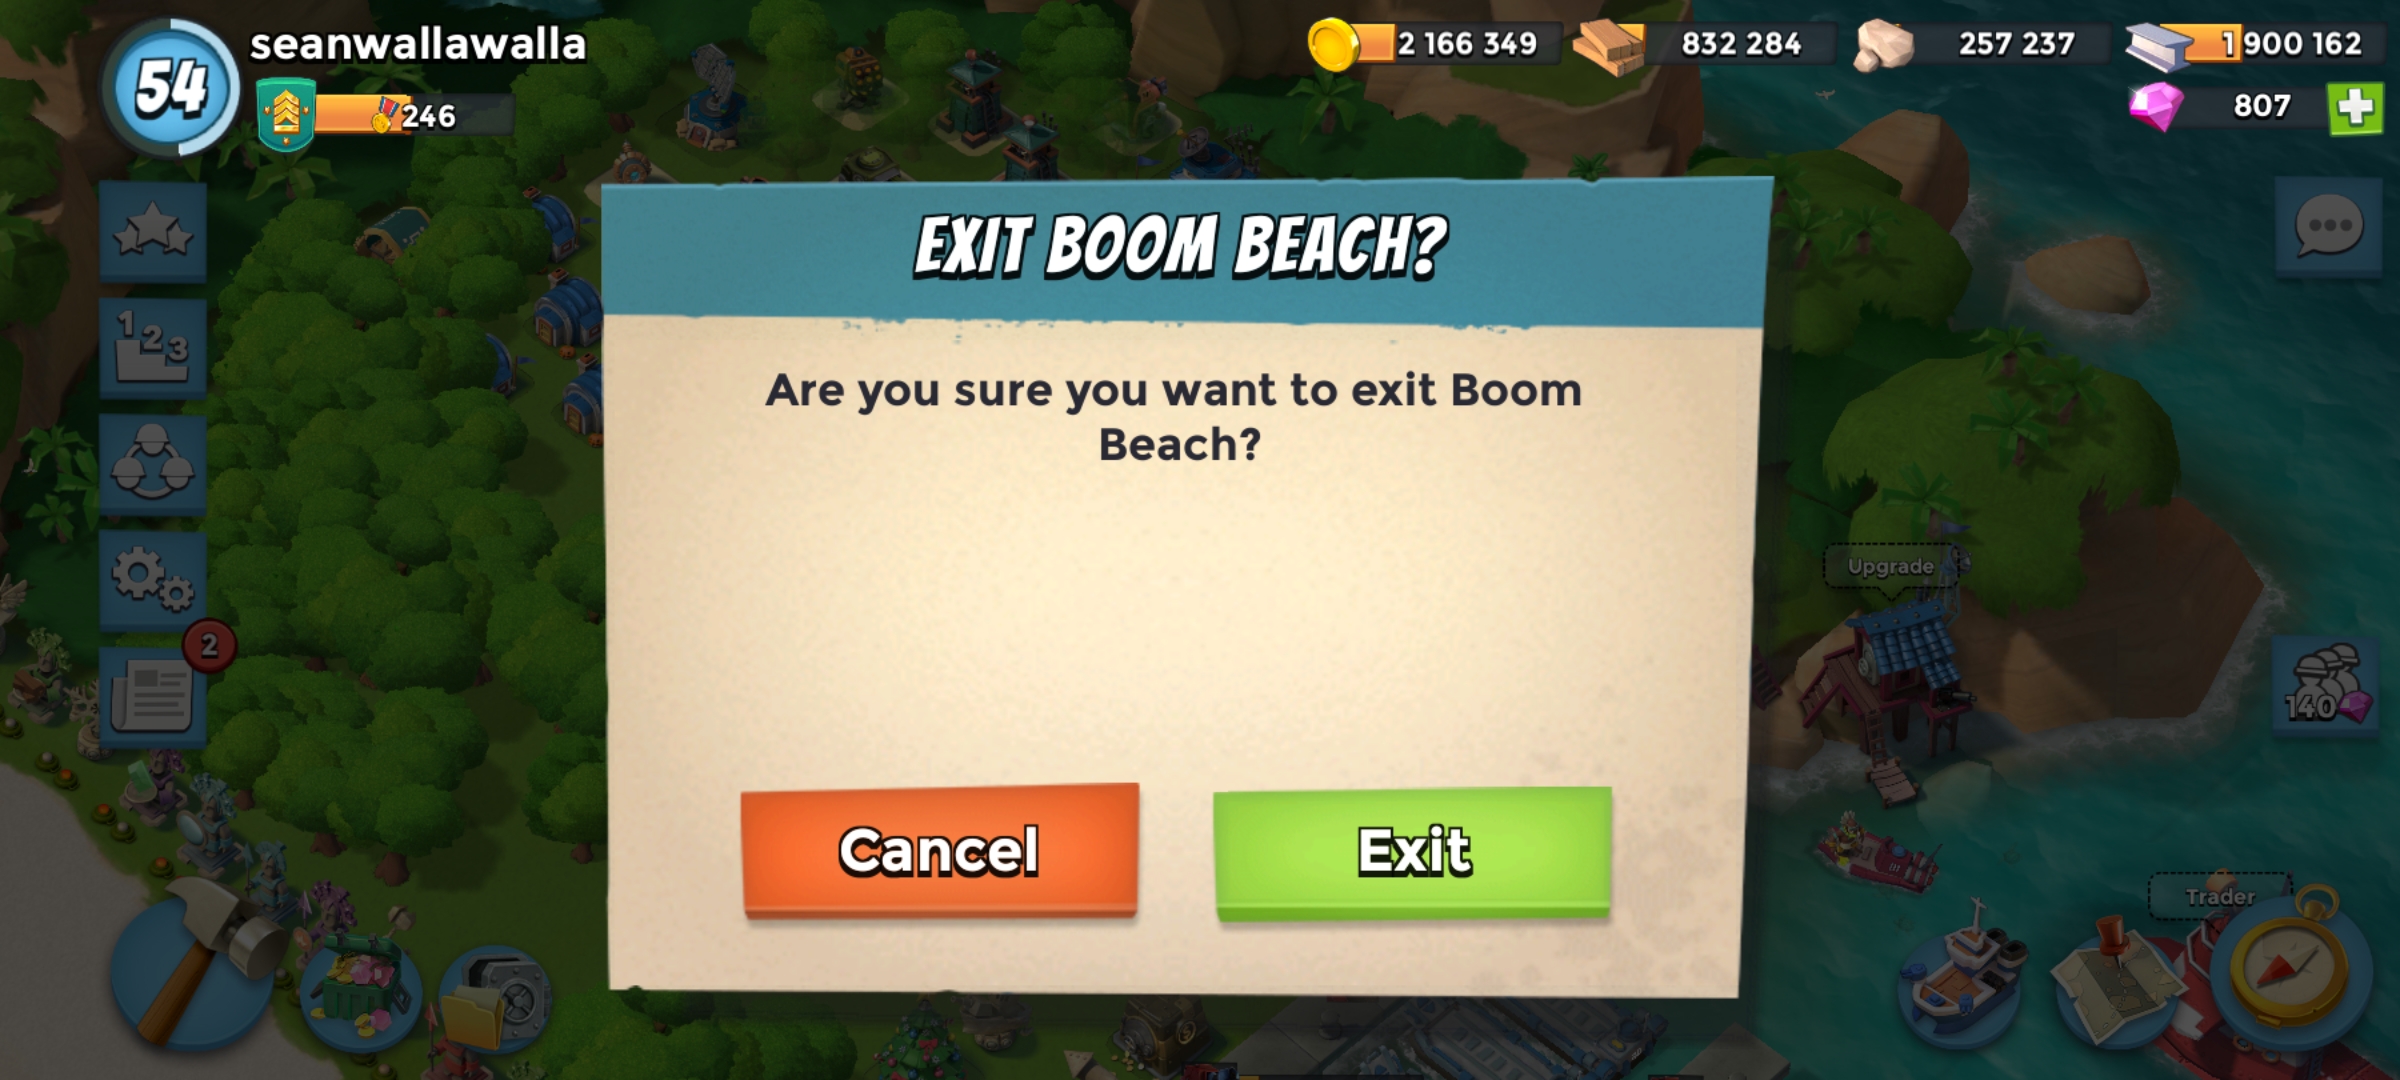 54
seanwallawalla
246
2 166 349
832 284
257 237
1 900 162
807
1 2 3
2
EXIT BOOM BEACH?
Are you sure you want to exit Boom
Beach?
Cancel
Exit
Upgrade
140
Trader